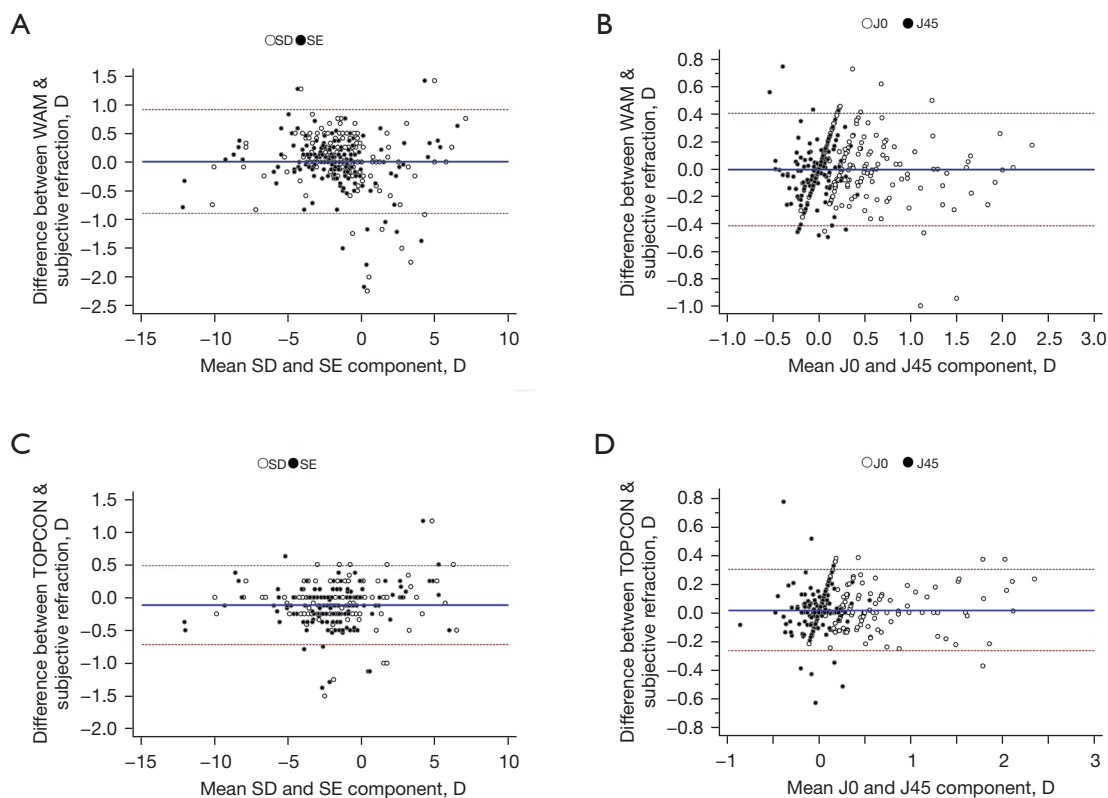 A
SD SE
Difference between WAM &
subjective refraction, D
1.5
1.0
0.5
0.0
−0.5
−1.0
−1.5
−2.0
−2.5
−15 −10 −5 0 5 10
Mean SD and SE component, D
B
J0 J45
Difference between WAM &
subjective refraction, D
0.8
0.6
0.4
0.2
0.0
−0.2
−0.4
−0.6
−0.8
−1.0
−1.0 −0.5 0.0 0.5 1.0 1.5 2.0 2.5 3.0
Mean J0 and J45 component, D
C
SD SE
Difference between TOPCON &
subjective refraction, D
1.5
1.0
0.5
0.0
−0.5
−1.0
−1.5
−2.0
−15 −10 −5 0 5 10
Mean SD and SE component, D
D
J0 J45
Difference between TOPCON &
subjective refraction, D
0.8
0.6
0.4
0.2
0.0
−0.2
−0.4
−0.6
−0.8
−1 0 1 2 3
Mean J0 and J45 component, D